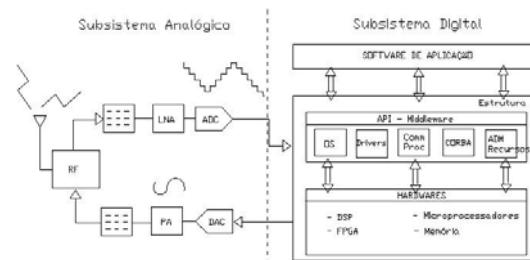 Subsistema Analógico
Subsistema Digital
SOFTWARE DE APLICAÇÃO
Estrutura
API - Middleware
OS
Drivers
Comm Proc
CORBA
ADM Recursos
LNA
ADC
RF
PA
DAC
HARDWARES
- DSP
- Microprocessadores
- FPGA
- Memória